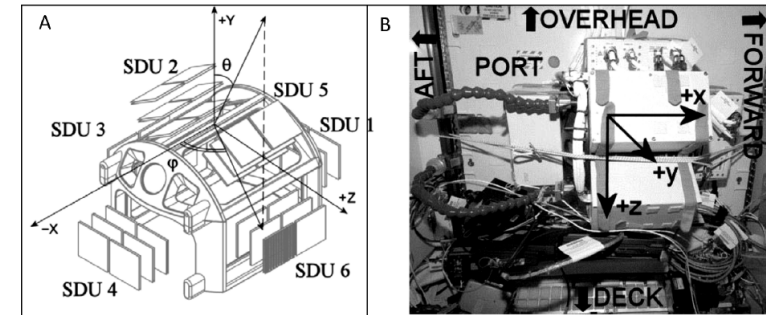 A
+Y
θ
SDU 2
SDU 5
SDU 3
SDU 1
φ
+Z
−X
SDU 4
SDU 6
B
OVERHEAD
AFT
PORT
FORWARD
+x
+y
+z
DECK